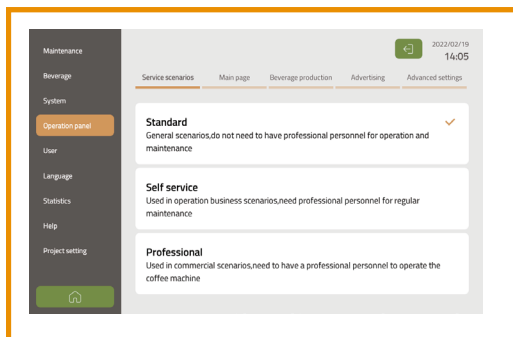 Maintenance
Beverage
System
Operation panel
User
Language
Statistics
Help
Project setting
2022/02/19
14:05
Service scenarios Main page Beverage production Advertising Advanced settings
Standard
General scenarios,do not need to have professional personnel for operation and
maintenance
Self service
Used in operation business scenarios,need professional personnel for regular
maintenance
Professional
Used in commercial scenarios,need to have a professional personnel to operate the
coffee machine